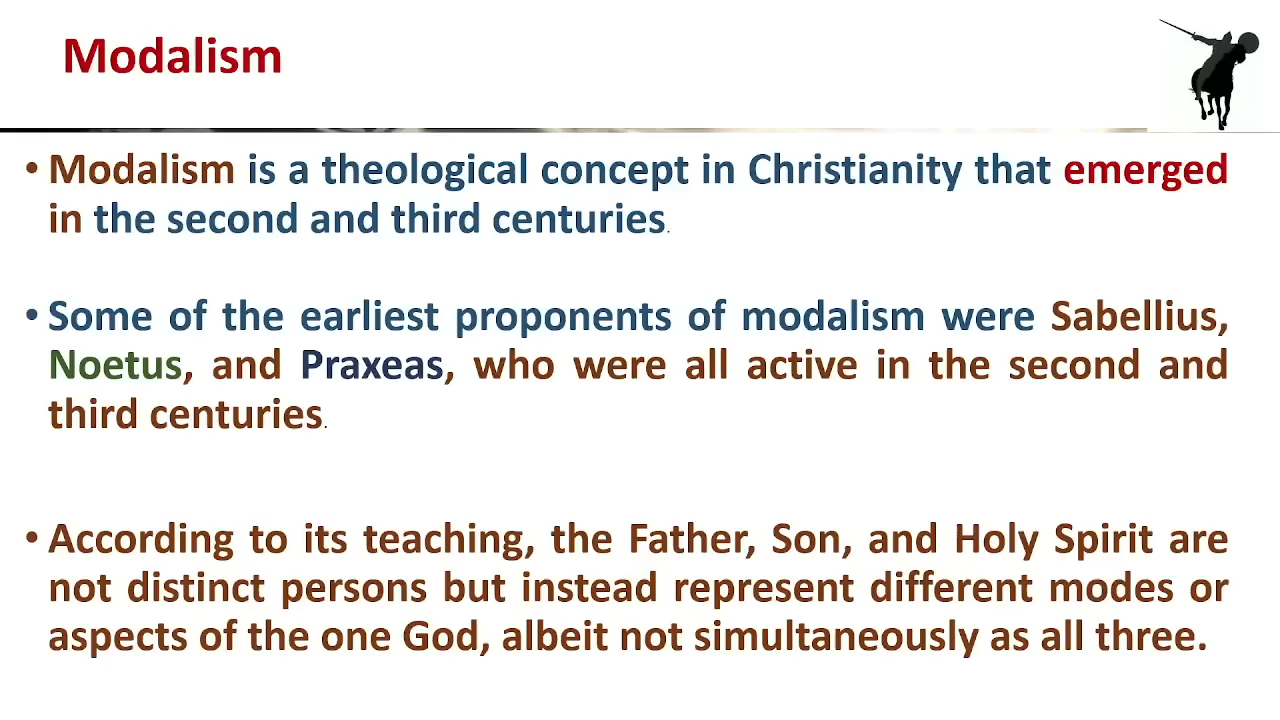 Modalism
• Modalism is a theological concept in Christianity that emerged
in the second and third centuries.
• Some of the earliest proponents of modalism were Sabellius,
Noetus, and Praxeas, who were all active in the second and
third centuries.
• According to its teaching, the Father, Son, and Holy Spirit are
not distinct persons but instead represent different modes or
aspects of the one God, albeit not simultaneously as all three.